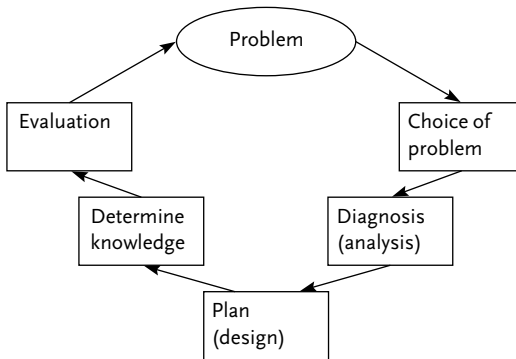 Problem
Evaluation
Choice of
problem
Determine
knowledge
Diagnosis
(analysis)
Plan
(design)